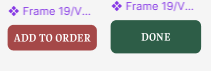 Frame 19/V...
Frame 19/V...
ADD TO ORDER
DONE